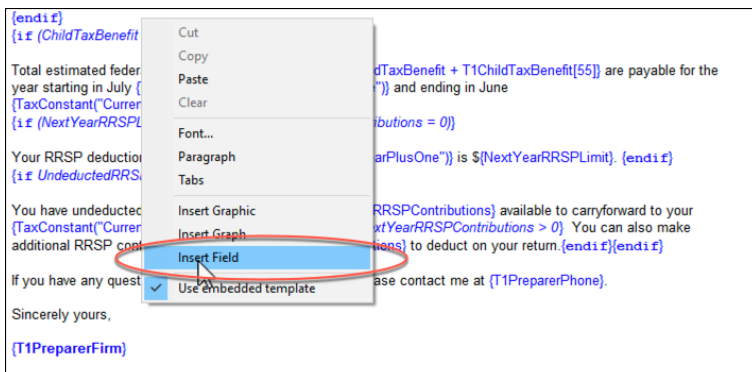 {endif}
{if (ChildTaxBenefit
Total estimated feder dTaxBenefit + T1ChildTaxBenefit[55]} are payable for the
year starting in July { ")} and ending in June
{TaxConstant("Curren
{if (NextYearRRSPL ibutions = 0)}
Your RRSP deduction arPlusOne")} is ${NextYearRRSPLimit}. {endif}
{if UndeductedRRS
You have undeducted RRSPContributions} available to carryforward to your
{TaxConstant("Curren xtYearRRSPContributions > 0} You can also make
additional RRSP con tions} to deduct on your return.{endif}{endif}
If you have any quest ase contact me at {T1PreparerPhone}.
Sincerely yours,
{T1PreparerFirm}
Cut
Copy
Paste
Clear
Font...
Paragraph
Tabs
Insert Graphic
Insert Graph
Insert Field
Use embedded template